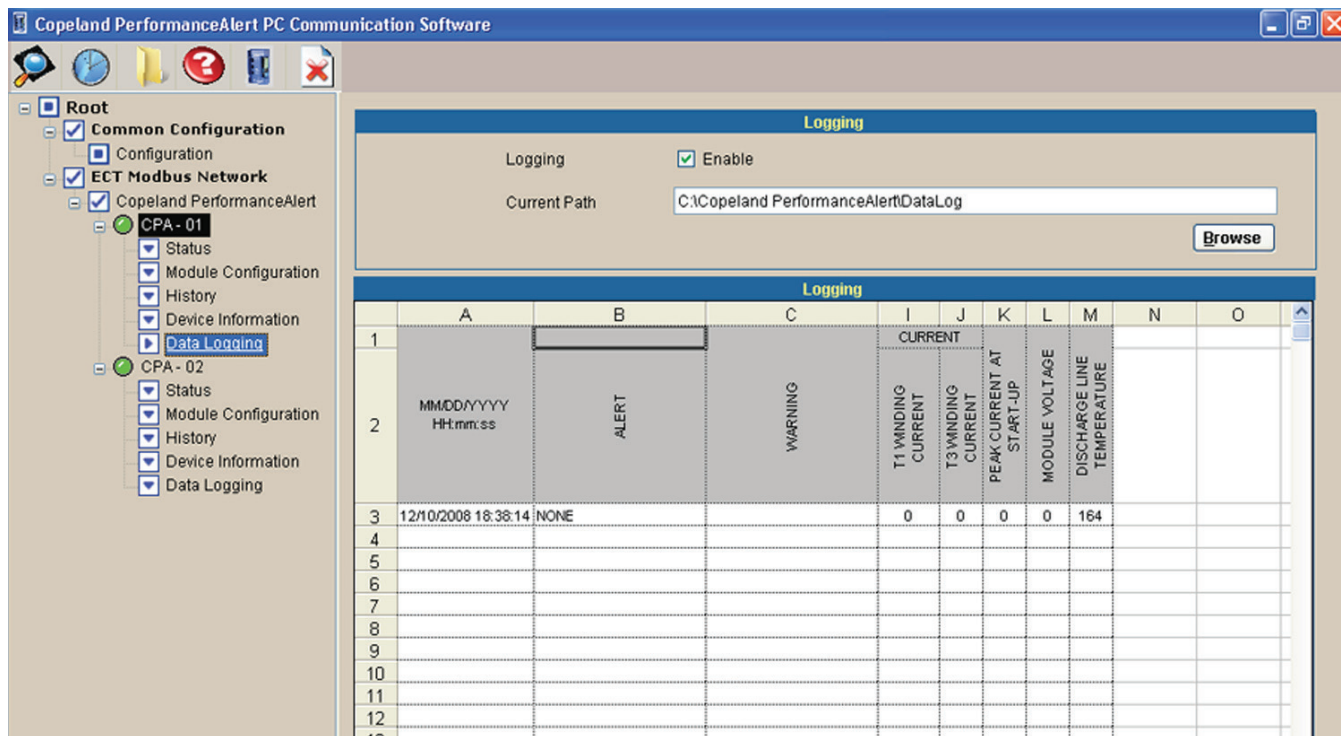 Copeland PerformanceAlert PC Communication Software
Root
Common Configuration
Configuration
ECT Modbus Network
Copeland PerformanceAlert
CPA - 01
Status
Module Configuration
History
Device Information
Data Logging
CPA - 02
Status
Module Configuration
History
Device Information
Data Logging
Logging
Logging Enable
Current Path C:\Copeland PerformanceAlert\DataLog
Browse
Logging
A B C I J K L M N O
1 CURRENT
2 MM/DD/YYYY HH:mm:ss ALERT WARNING T1 WINDING CURRENT T3 WINDING CURRENT PEAK CURRENT AT START-UP MODULE VOLTAGE DISCHARGE LINE TEMPERATURE
3 12/10/2008 18:38:14 NONE 0 0 0 0 164
4
5
6
7
8
9
10
11
12